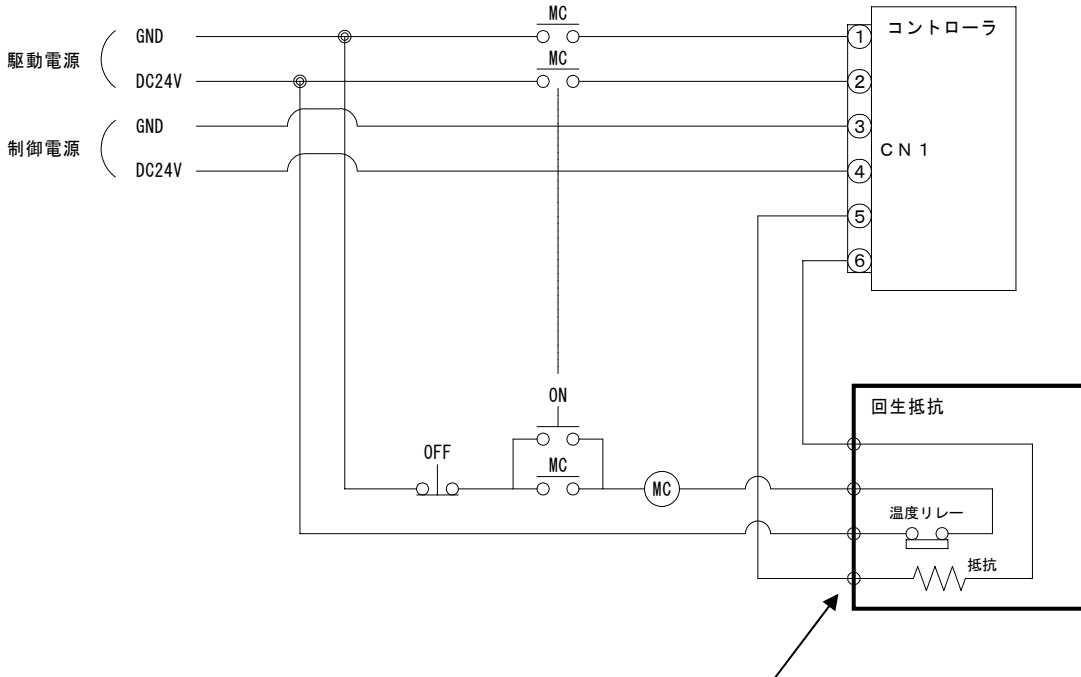 駆動電源
GND
DC24V
制御電源
GND
DC24V
MC
MC
コントローラ
CN1
①
②
③
④
⑤
⑥
ON
OFF
MC
MC
回生抵抗
温度リレー
抵抗